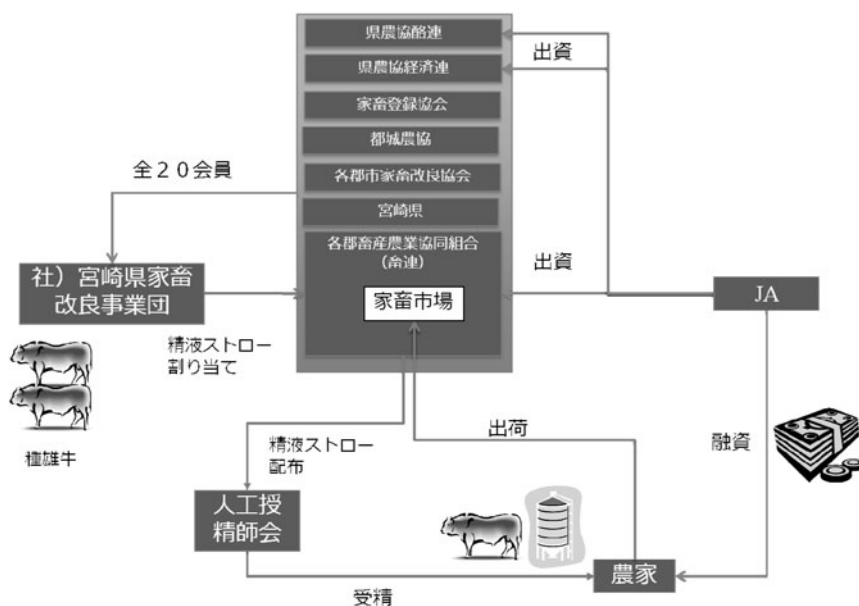 県農協酪連
県農協経済連
家畜登録協会
都城農協
各郡市家畜改良協会
宮崎県
各郡畜産農業協同組合
(畜連)
家畜市場
出資
全20会員
社）宮崎県家畜
改良事業団
精液ストロー
割り当て
種雄牛
出資
JA
精液ストロー
配布
出荷
融資
人工授
精師会
農家
受精